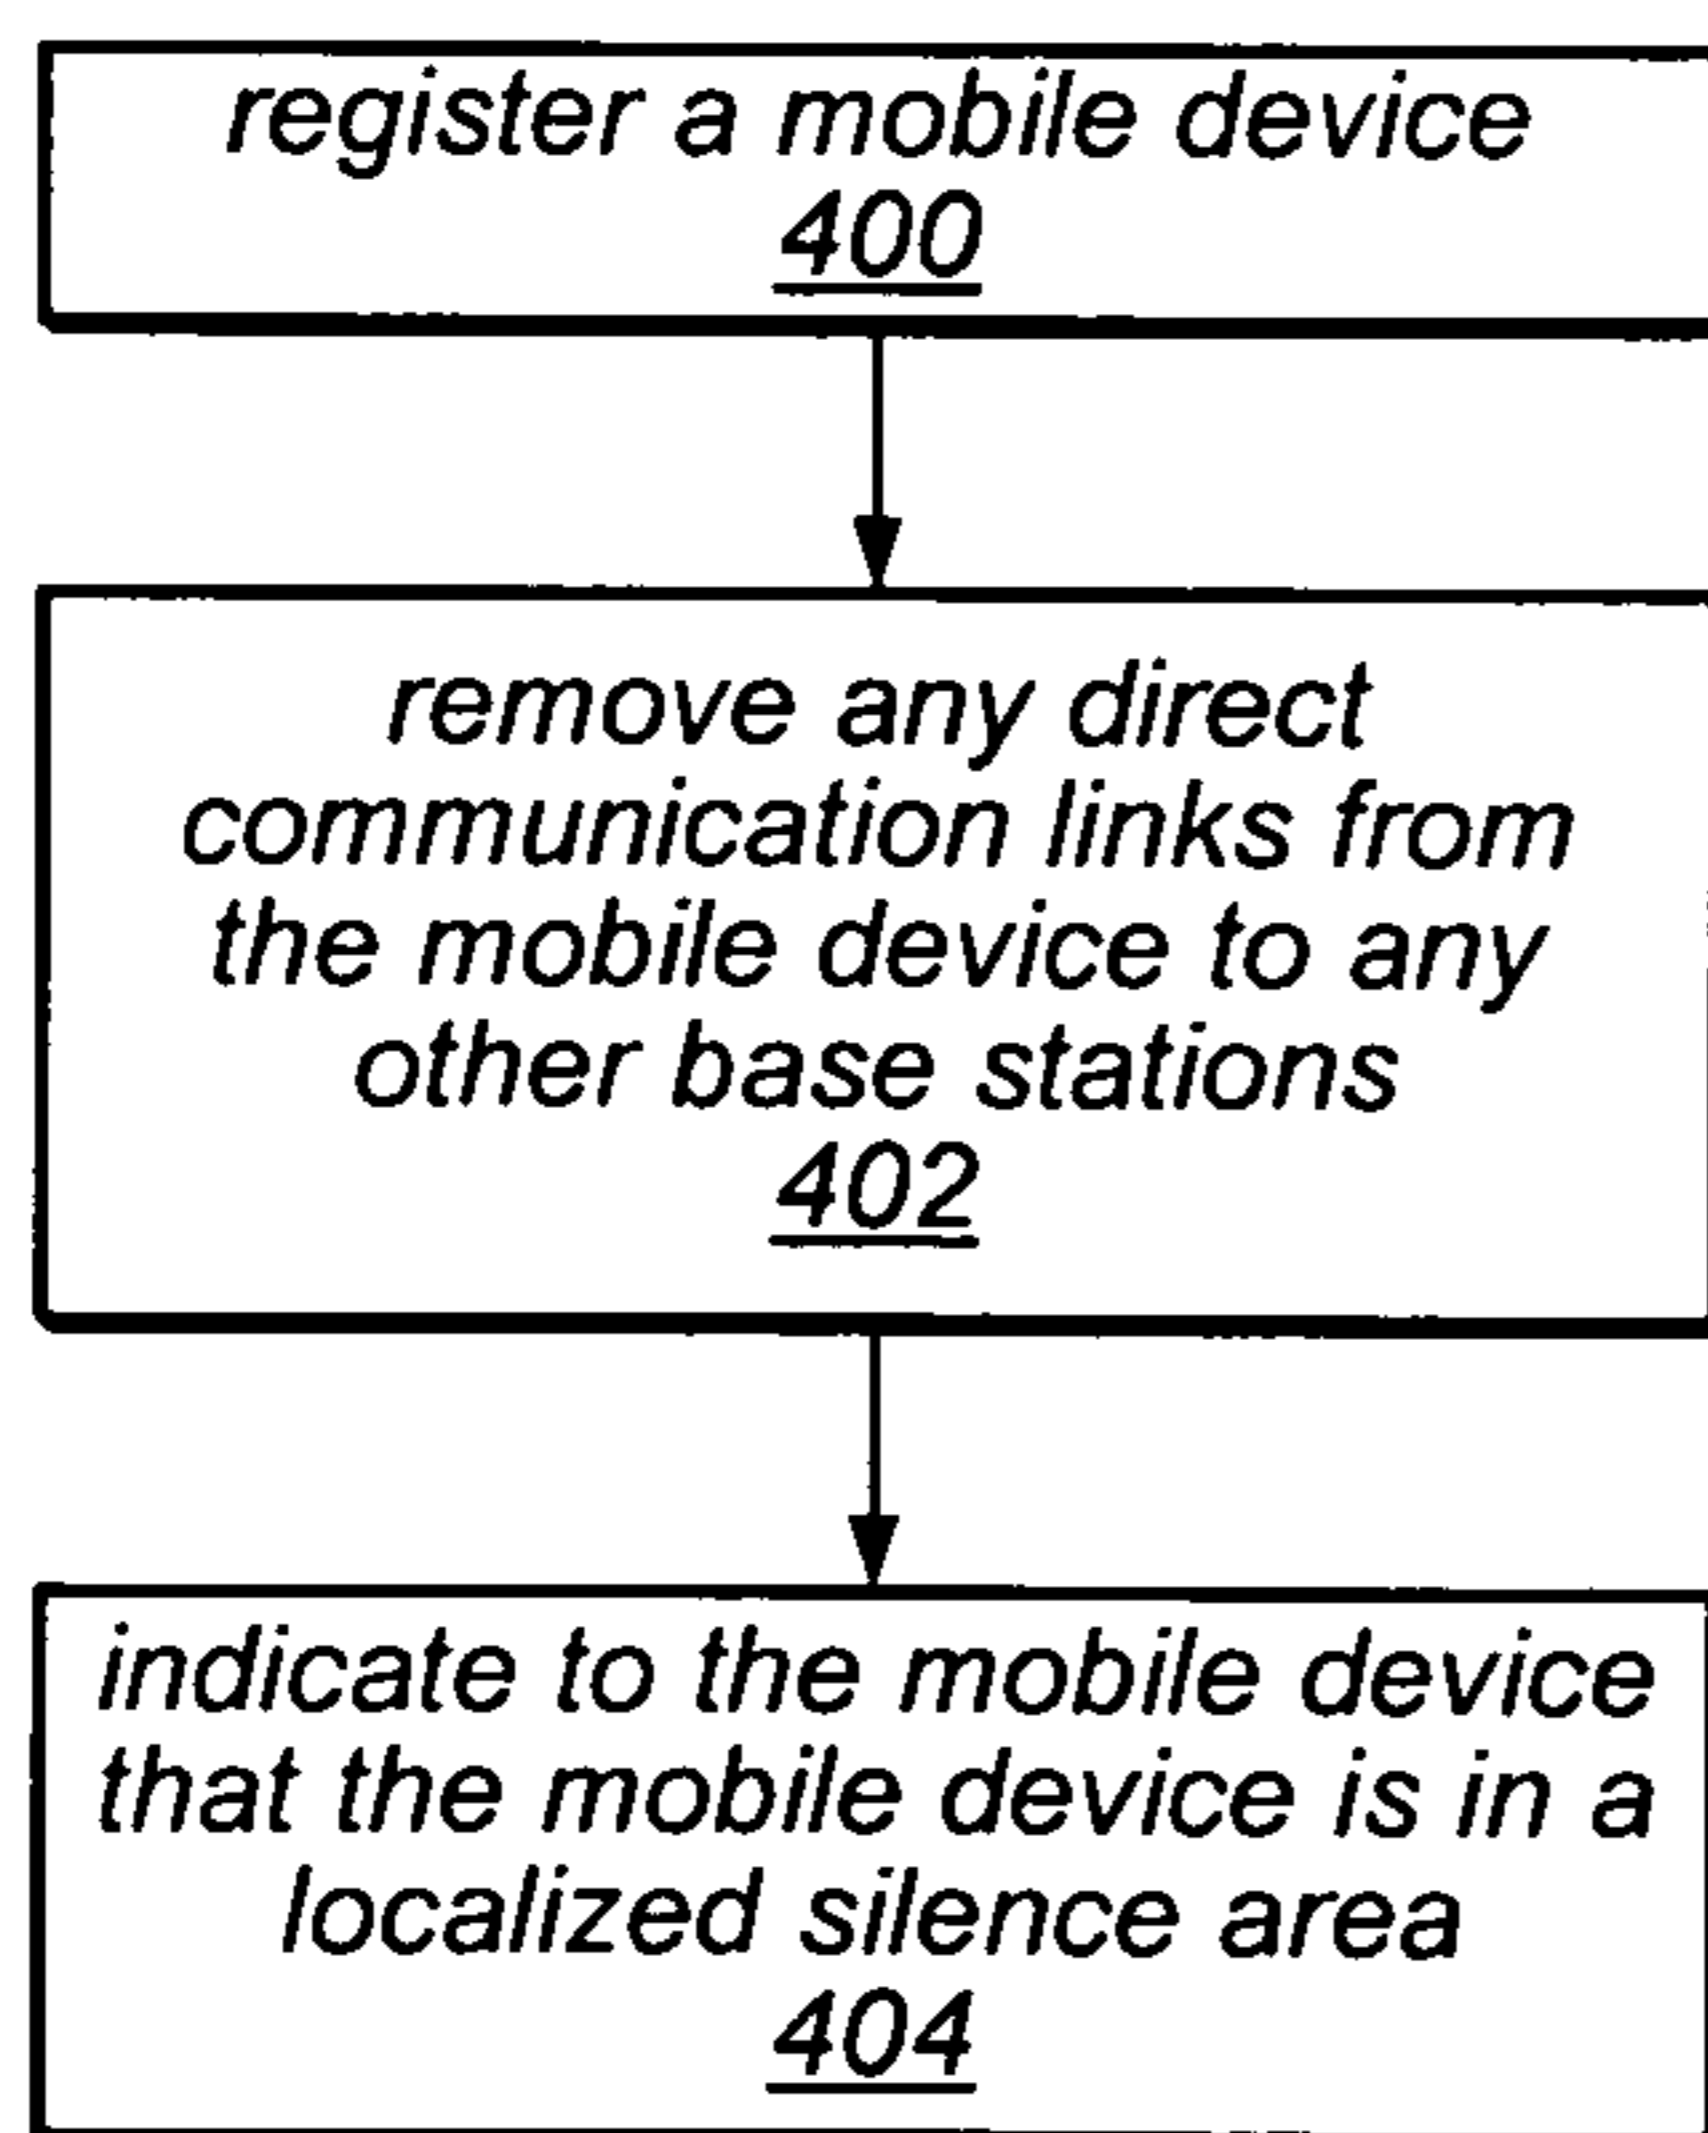 register a mobile device
400
remove any direct
communication links from
the mobile device to any
other base stations
402
indicate to the mobile device
that the mobile device is in a
localized silence area
404